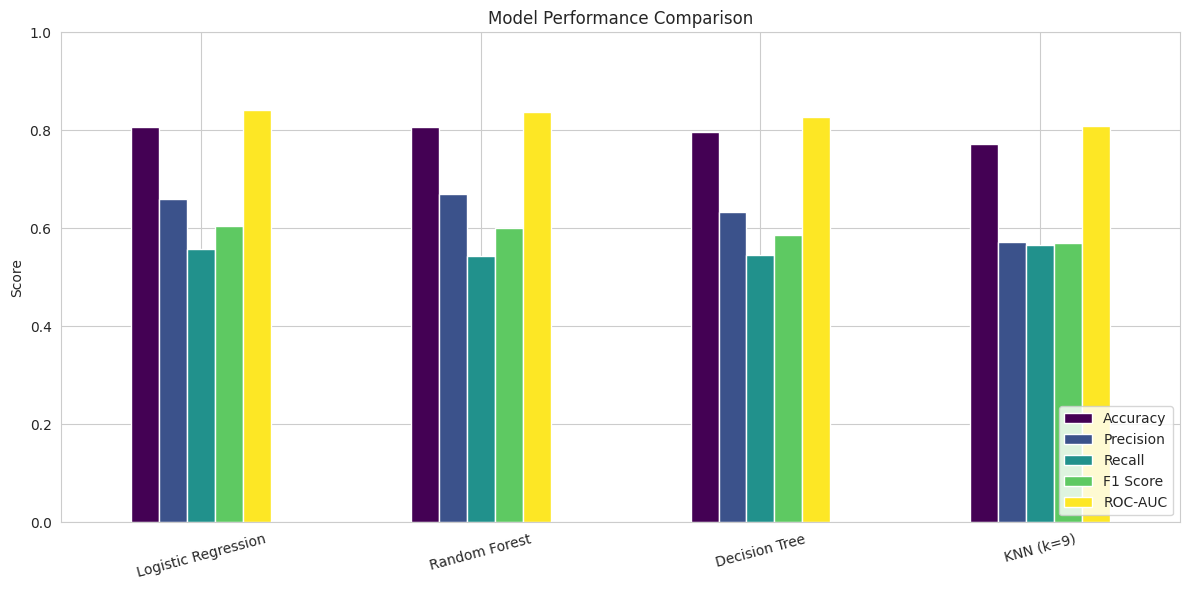 Model Performance Comparison
1.0
0.8
0.6
0.4
0.2
0.0
Score
Logistic Regression
Random Forest
Decision Tree
KNN (k=9)
Accuracy
Precision
Recall
F1 Score
ROC-AUC